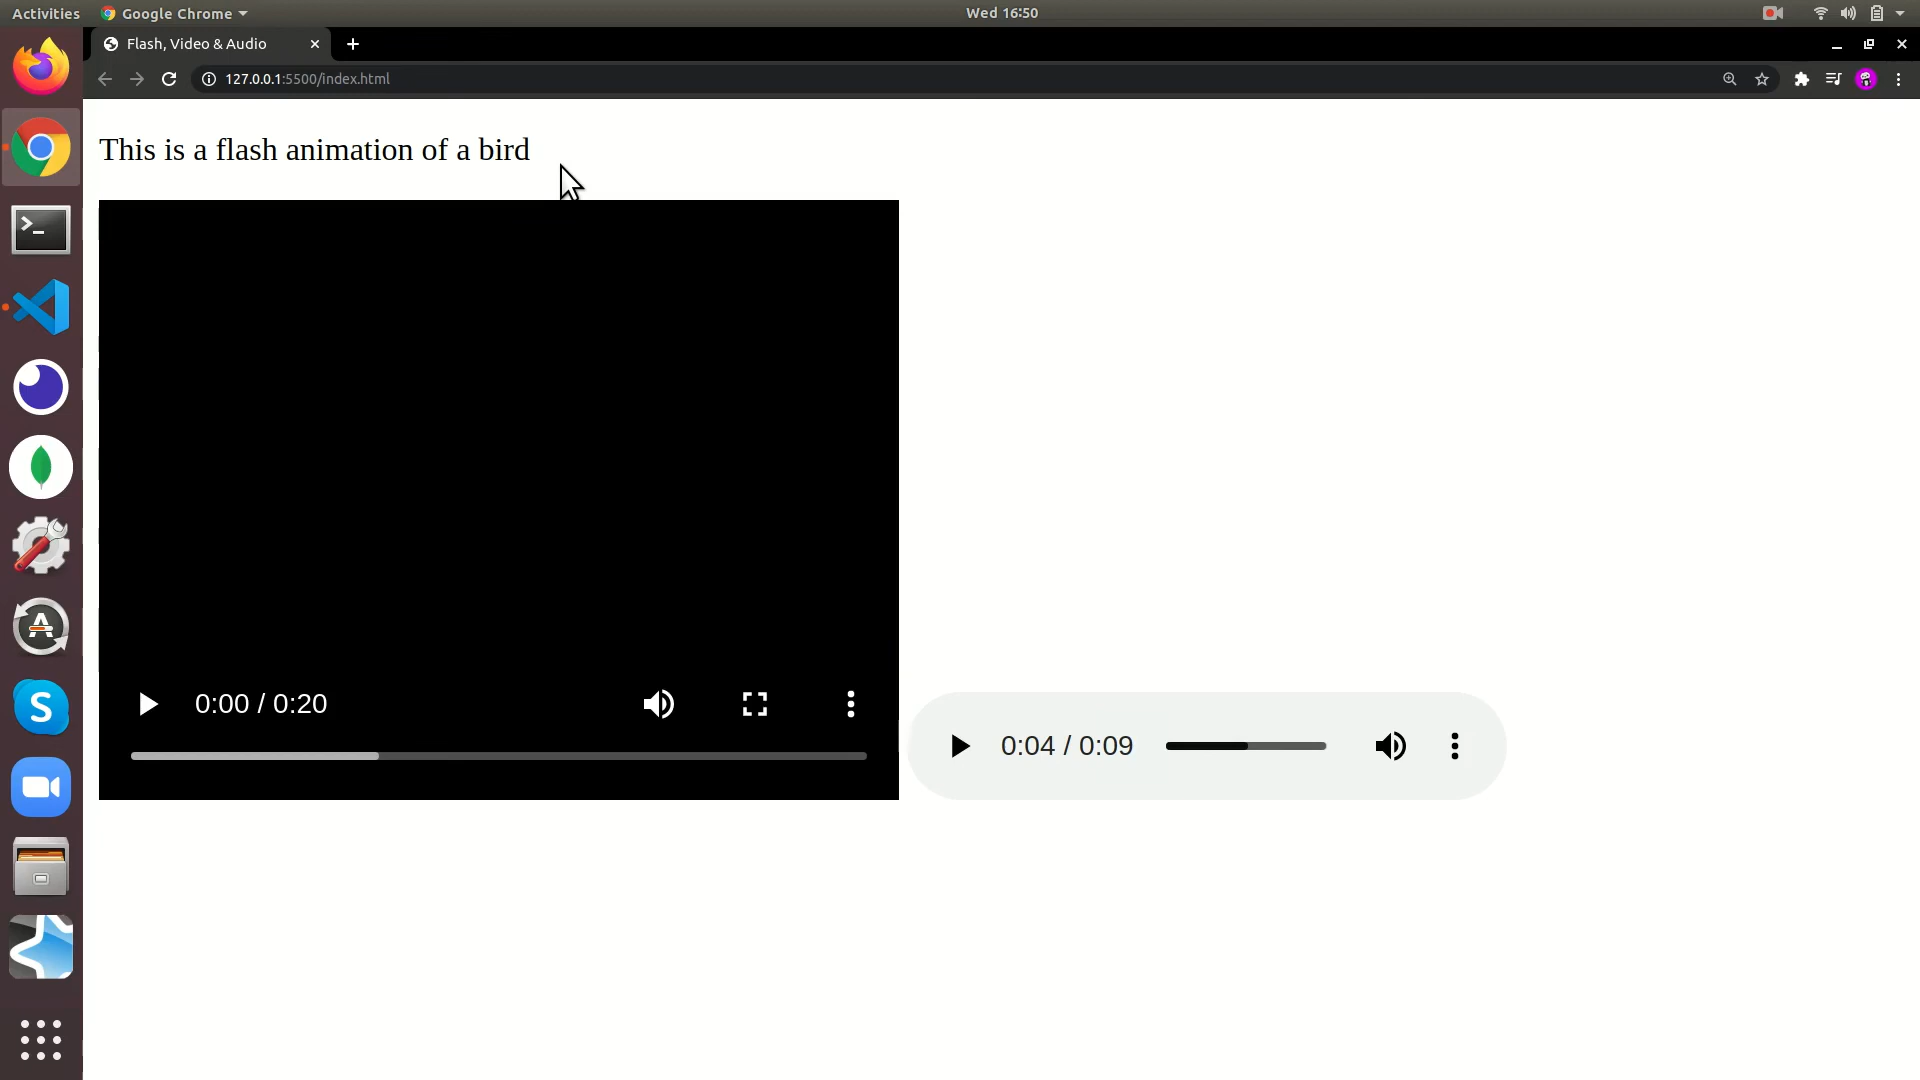 Activities
Google Chrome
Wed 16:50
Flash, Video & Audio
127.0.0.1:5500/index.html
This is a flash animation of a bird
0:00 / 0:20
0:04 / 0:09